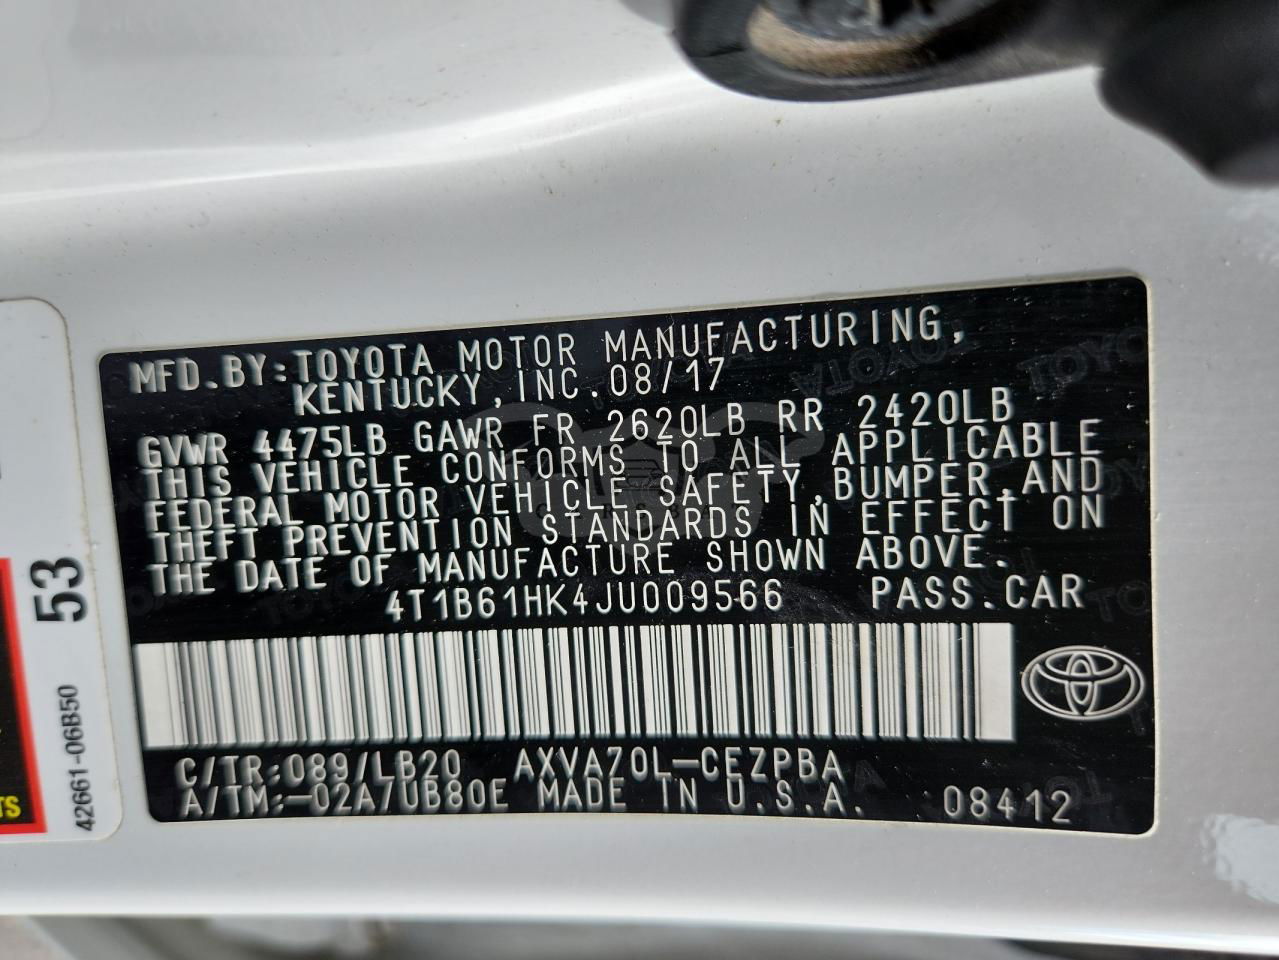 MFD.BY:TOYOTA MOTOR MANUFACTURING,
KENTUCKY,INC.08/17
GVWR 4475LB GAWR FR 2620LB RR 2420LB
THIS VEHICLE CONFORMS TO ALL APPLICABLE
FEDERAL MOTOR VEHICLE SAFETY,BUMPER,AND
THEFT PREVENTION STANDARDS IN EFFECT ON
THE DATE OF MANUFACTURE SHOWN ABOVE.
4T1B61HK4JU009566 PASS.CAR
C/TR:089/LB20 AXVA70L-CEZPBA
A/TM:-02A/UB80E MADE IN U.S.A. 08412
53
42661-06B50